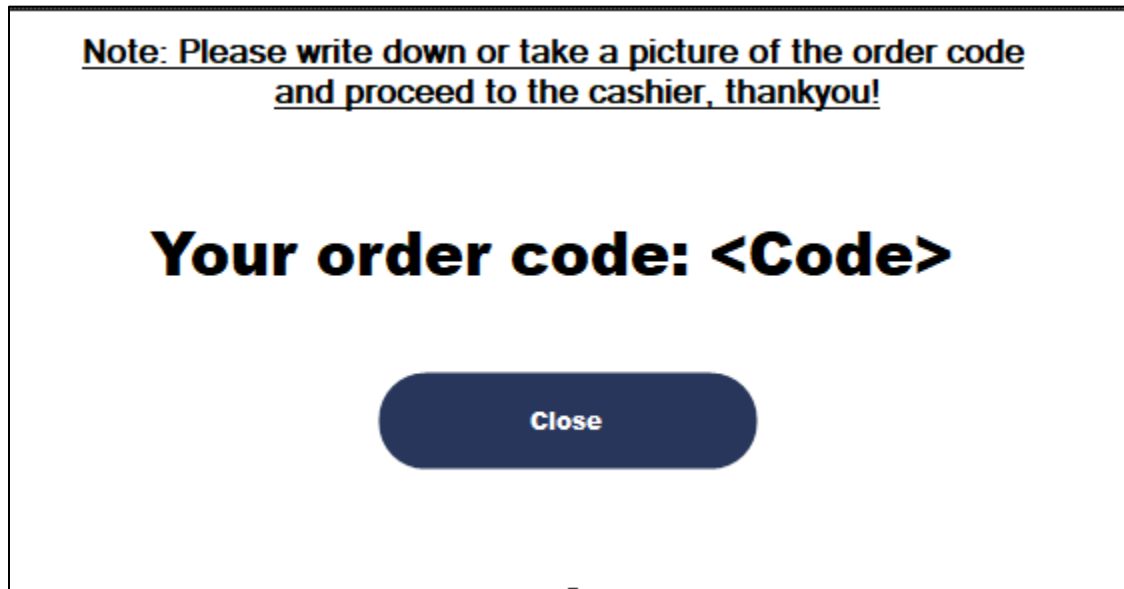 Note: Please write down or take a picture of the order code
and proceed to the cashier, thankyou!
Your order code: <Code>
Close